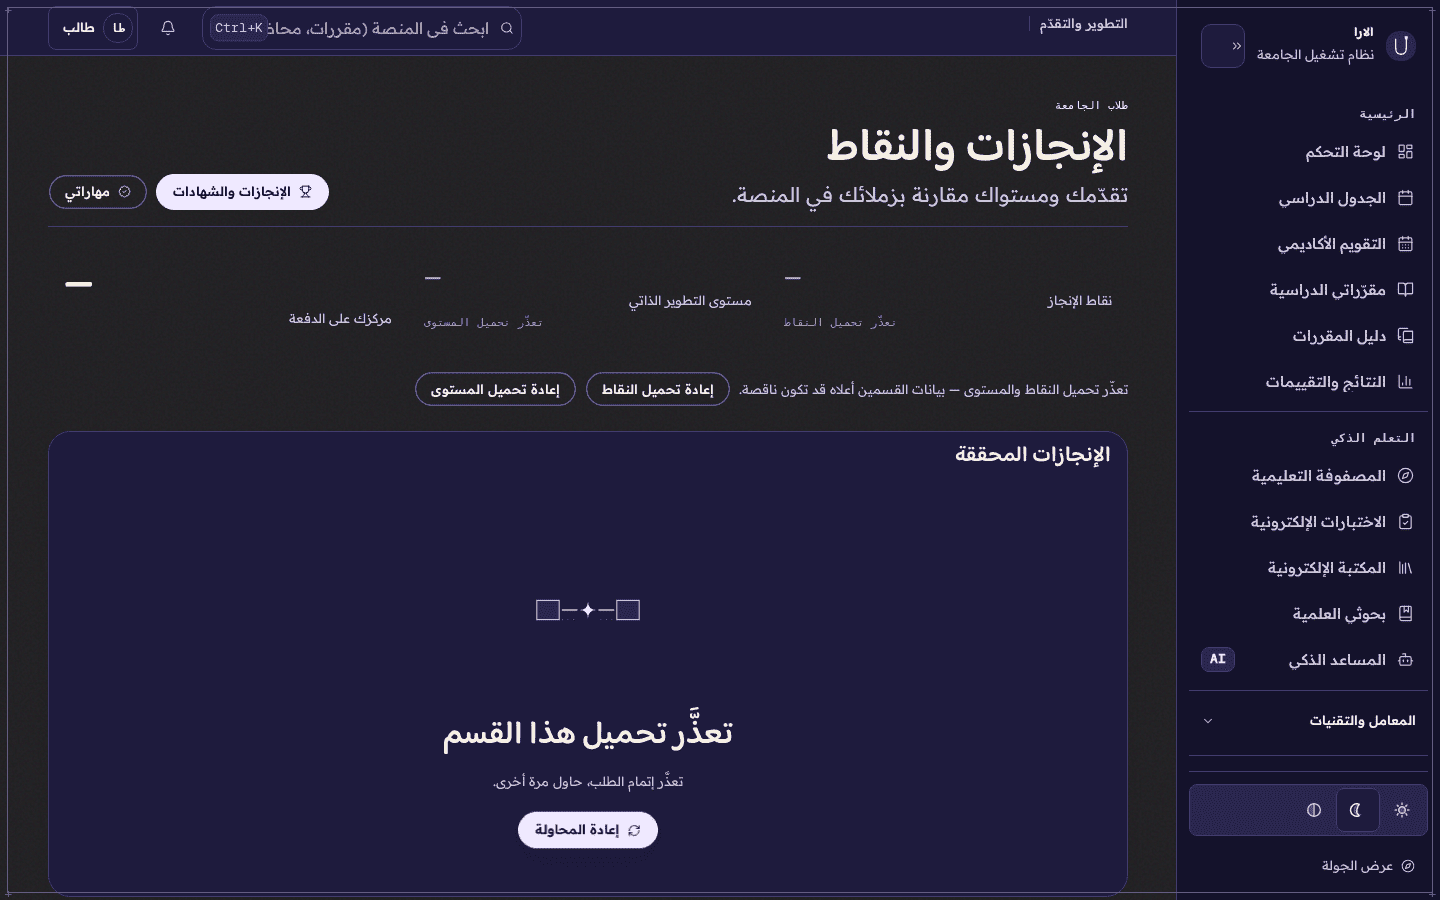 الارا
نظام تشغيل الجامعة
»
الرئيسية
لوحة التحكم
الجدول الدراسي
التقويم الأكاديمي
مقرّراتي الدراسية
دليل المقررات
النتائج والتقييمات
التعلم الذكي
المصفوفة التعليمية
الاختبارات الإلكترونية
المكتبة الإلكترونية
بحوثي العلمية
المساعد الذكي
AI
المعامل والتقنيات
عرض الجولة
التطوير والتقدّم
ابحث في المنصة (مقررات، محاض
Ctrl+K
طا
طالب
طلاب الجامعة
الإنجازات والنقاط
تقدّمك ومستواك مقارنة بزملائك في المنصة.
الإنجازات والشهادات
مهاراتي
نقاط الإنجاز
—
تعذّر تحميل النقاط
مستوى التطوير الذاتي
—
تعذّر تحميل المستوى
مركزك على الدفعة
—
تعذّر تحميل النقاط والمستوى — بيانات القسمين أعلاه قد تكون ناقصة.
إعادة تحميل النقاط
إعادة تحميل المستوى
الإنجازات المحققة
تعذَّر تحميل هذا القسم
تعذَّر إتمام الطلب، حاول مرة أخرى.
إعادة المحاولة